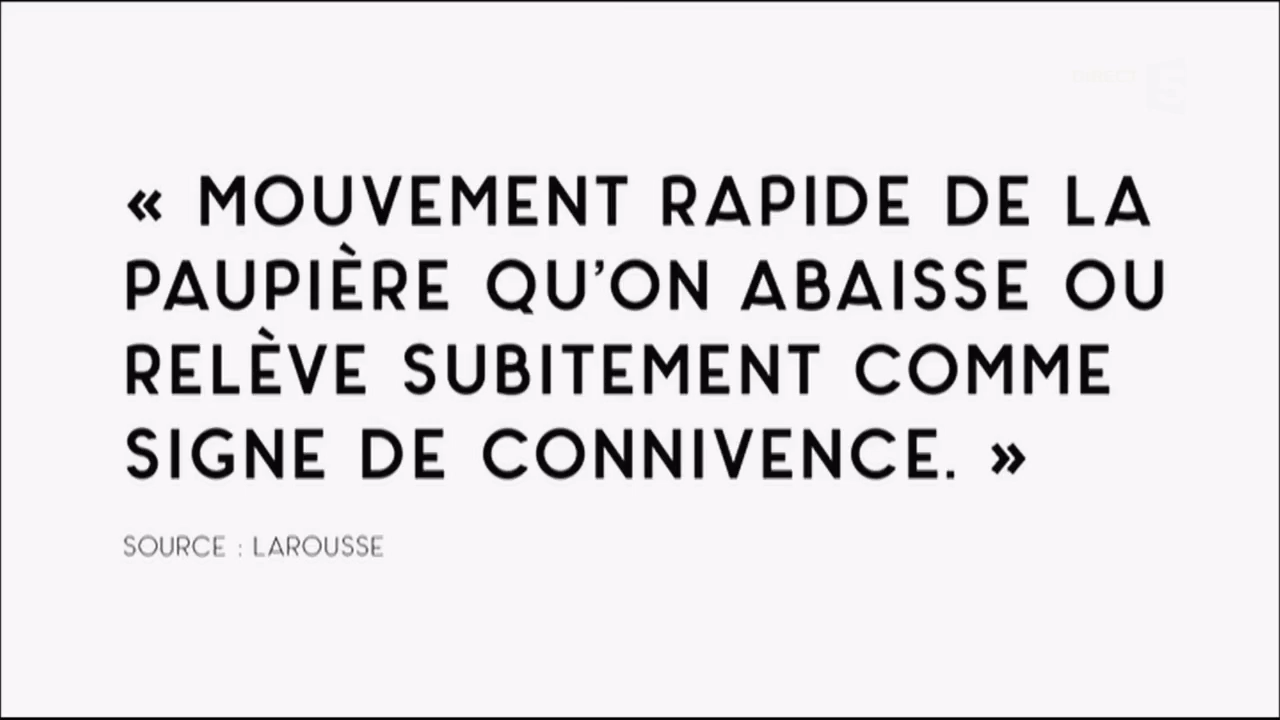 « MOUVEMENT RAPIDE DE LA
PAUPIÈRE QU'ON ABAISSE OU
RELÈVE SUBITEMENT COMME
SIGNE DE CONNIVENCE. »
SOURCE : LAROUSSE